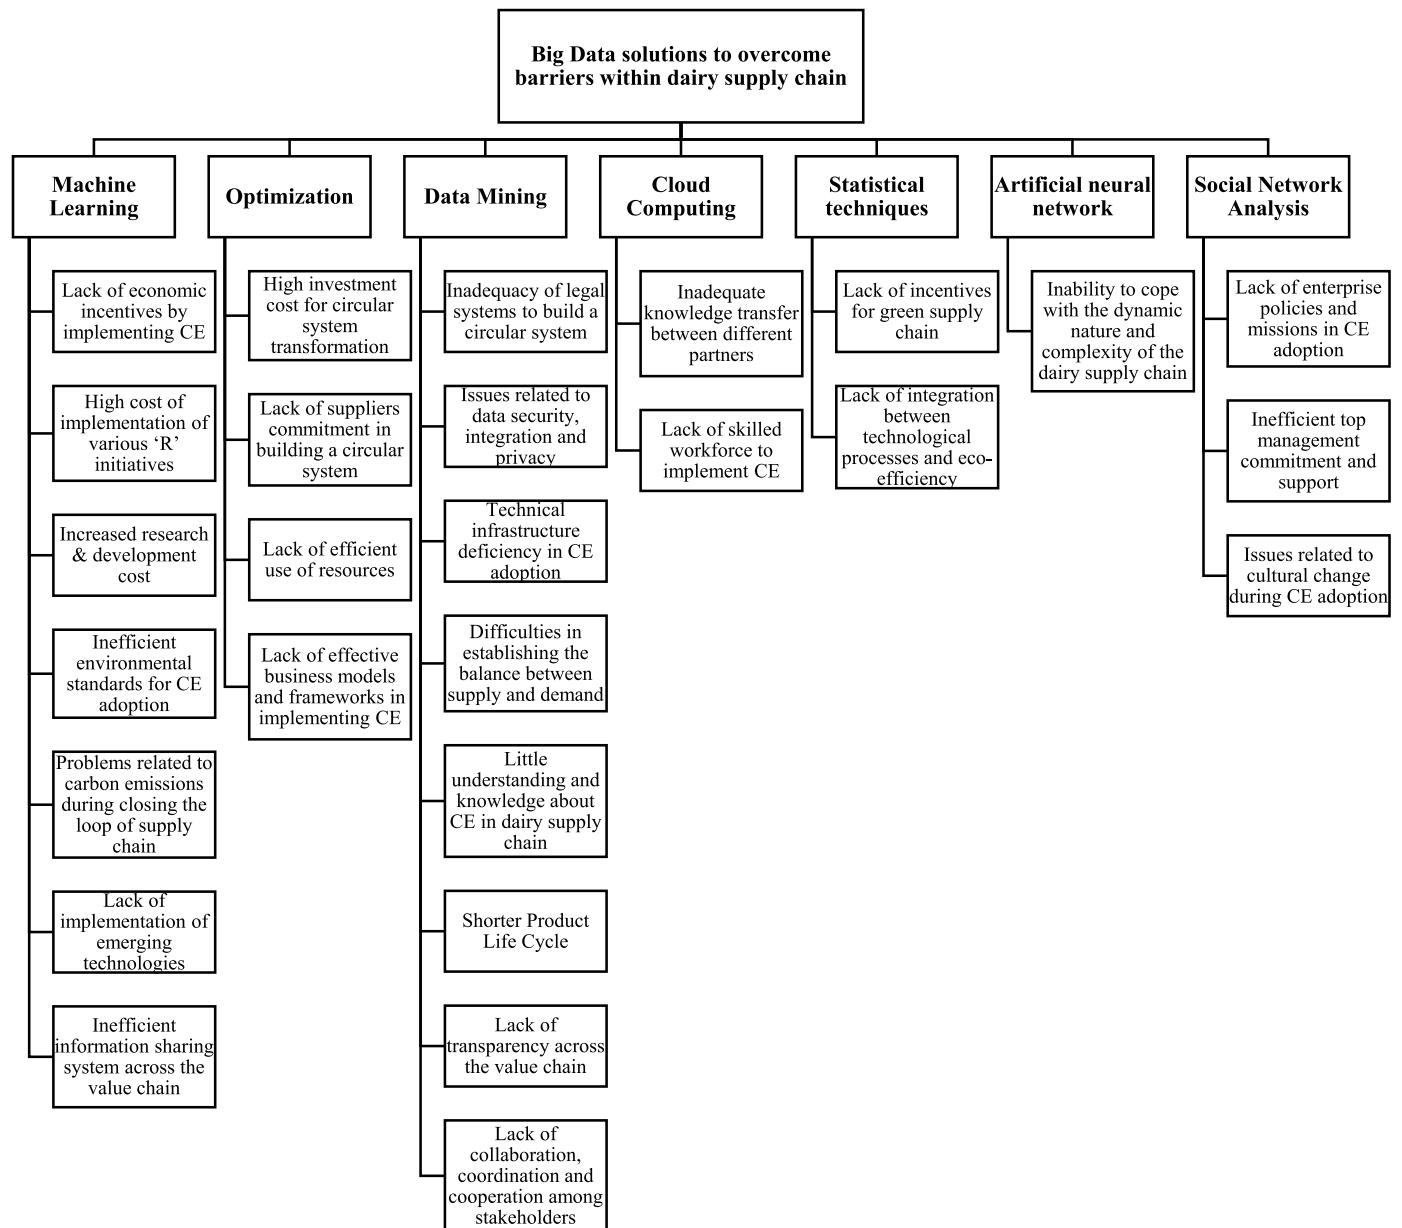 Big Data solutions to overcome
barriers within dairy supply chain
Machine
Learning
Lack of economic
incentives by
implementing CE
High cost of
implementation of
various ‘R’
initiatives
Increased research
& development
cost
Inefficient
environmental
standards for CE
adoption
Problems related to
carbon emissions
during closing the
loop of supply
chain
Lack of
implementation of
emerging
technologies
Inefficient
information sharing
system across the
value chain
Optimization
High investment
cost for circular
system
transformation
Lack of suppliers
commitment in
building a circular
system
Lack of efficient
use of resources
Lack of effective
business models
and frameworks in
implementing CE
Data Mining
Inadequacy of legal
systems to build a
circular system
Issues related to
data security,
integration and
privacy
Technical
infrastructure
deficiency in CE
adoption
Difficulties in
establishing the
balance between
supply and demand
Little
understanding and
knowledge about
CE in dairy supply
chain
Shorter Product
Life Cycle
Lack of
transparency across
the value chain
Lack of
collaboration,
coordination and
cooperation among
stakeholders
Cloud
Computing
Inadequate
knowledge transfer
between different
partners
Lack of skilled
workforce to
implement CE
Statistical
techniques
Lack of incentives
for green supply
chain
Lack of integration
between
technological
processes and eco-
efficiency
Artificial neural
network
Inability to cope
with the dynamic
nature and
complexity of the
dairy supply chain
Social Network
Analysis
Lack of enterprise
policies and
missions in CE
adoption
Inefficient top
management
commitment and
support
Issues related to
cultural change
during CE adoption